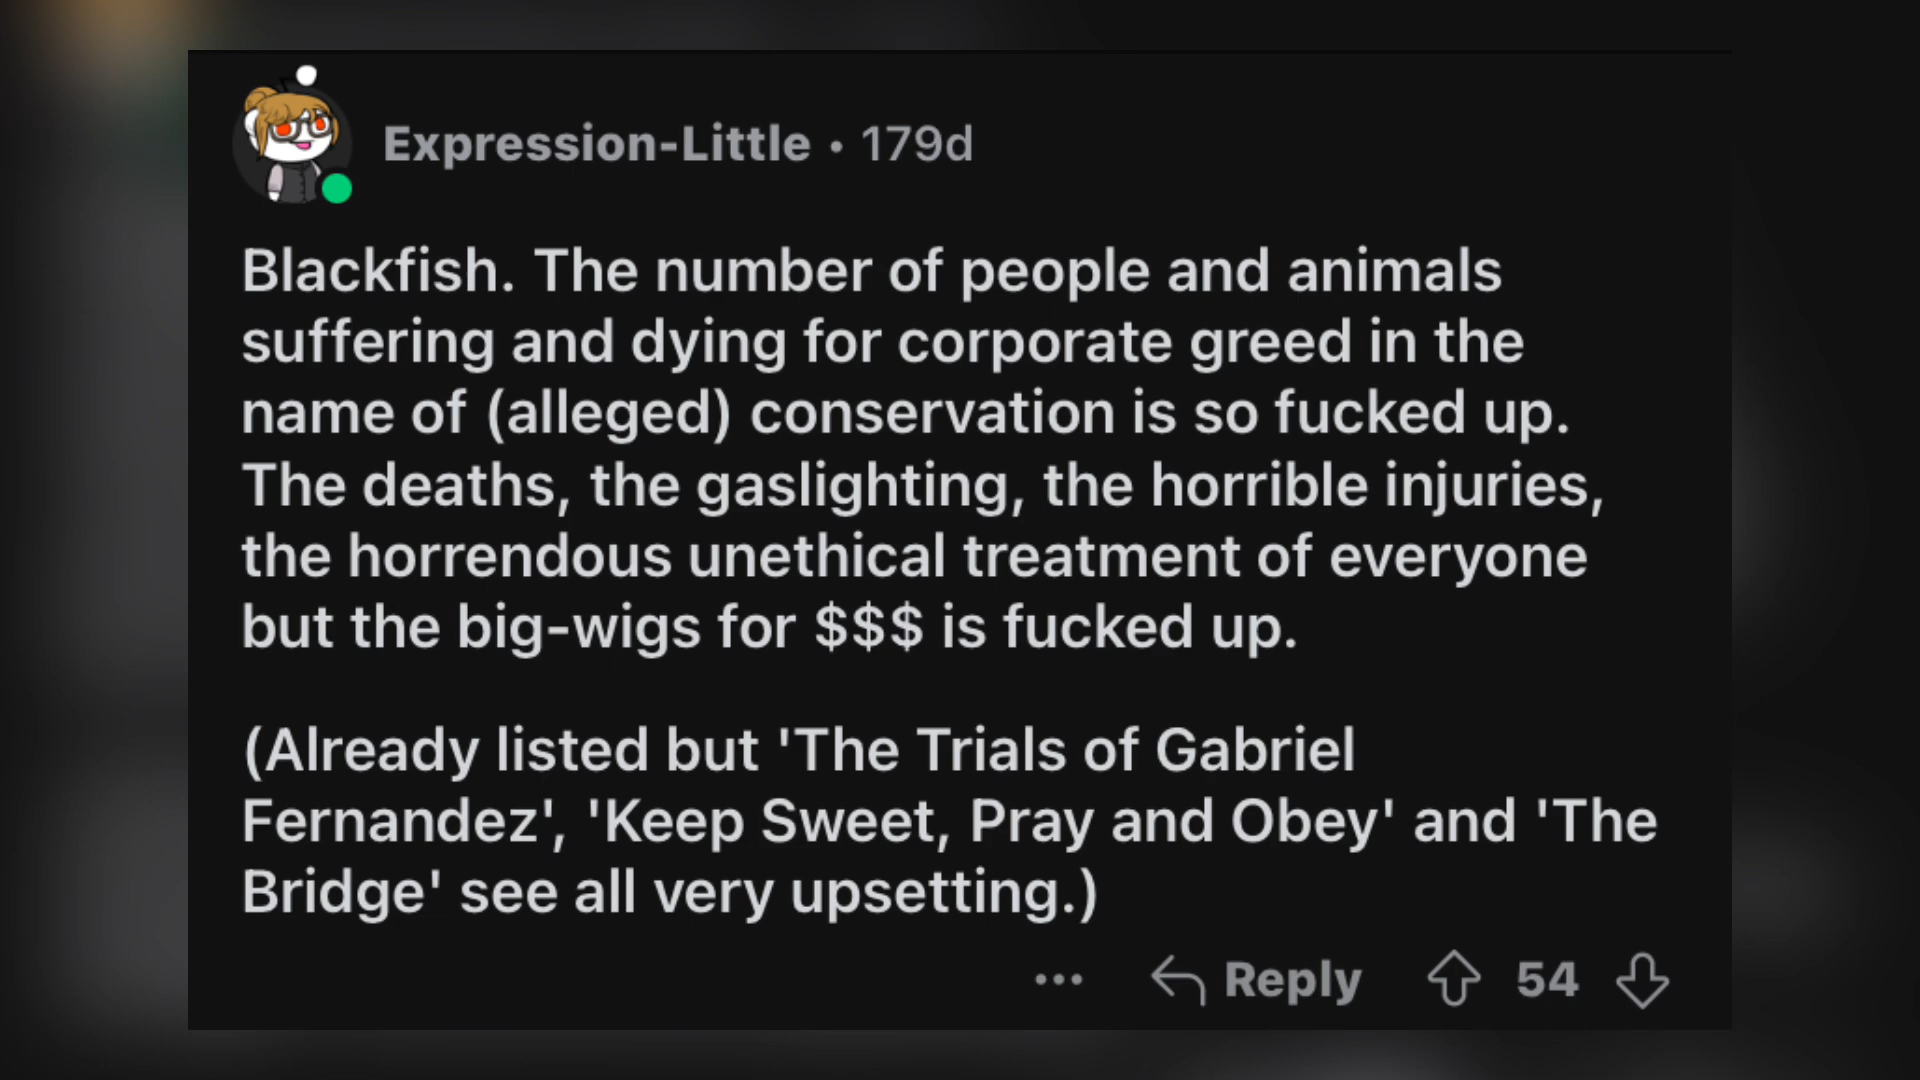 Expression-Little • 179d
Blackfish. The number of people and animals
suffering and dying for corporate greed in the
name of (alleged) conservation is so fucked up.
The deaths, the gaslighting, the horrible injuries,
the horrendous unethical treatment of everyone
but the big-wigs for $$$ is fucked up.
(Already listed but 'The Trials of Gabriel
Fernandez', 'Keep Sweet, Pray and Obey' and 'The
Bridge' see all very upsetting.)
... Reply 54